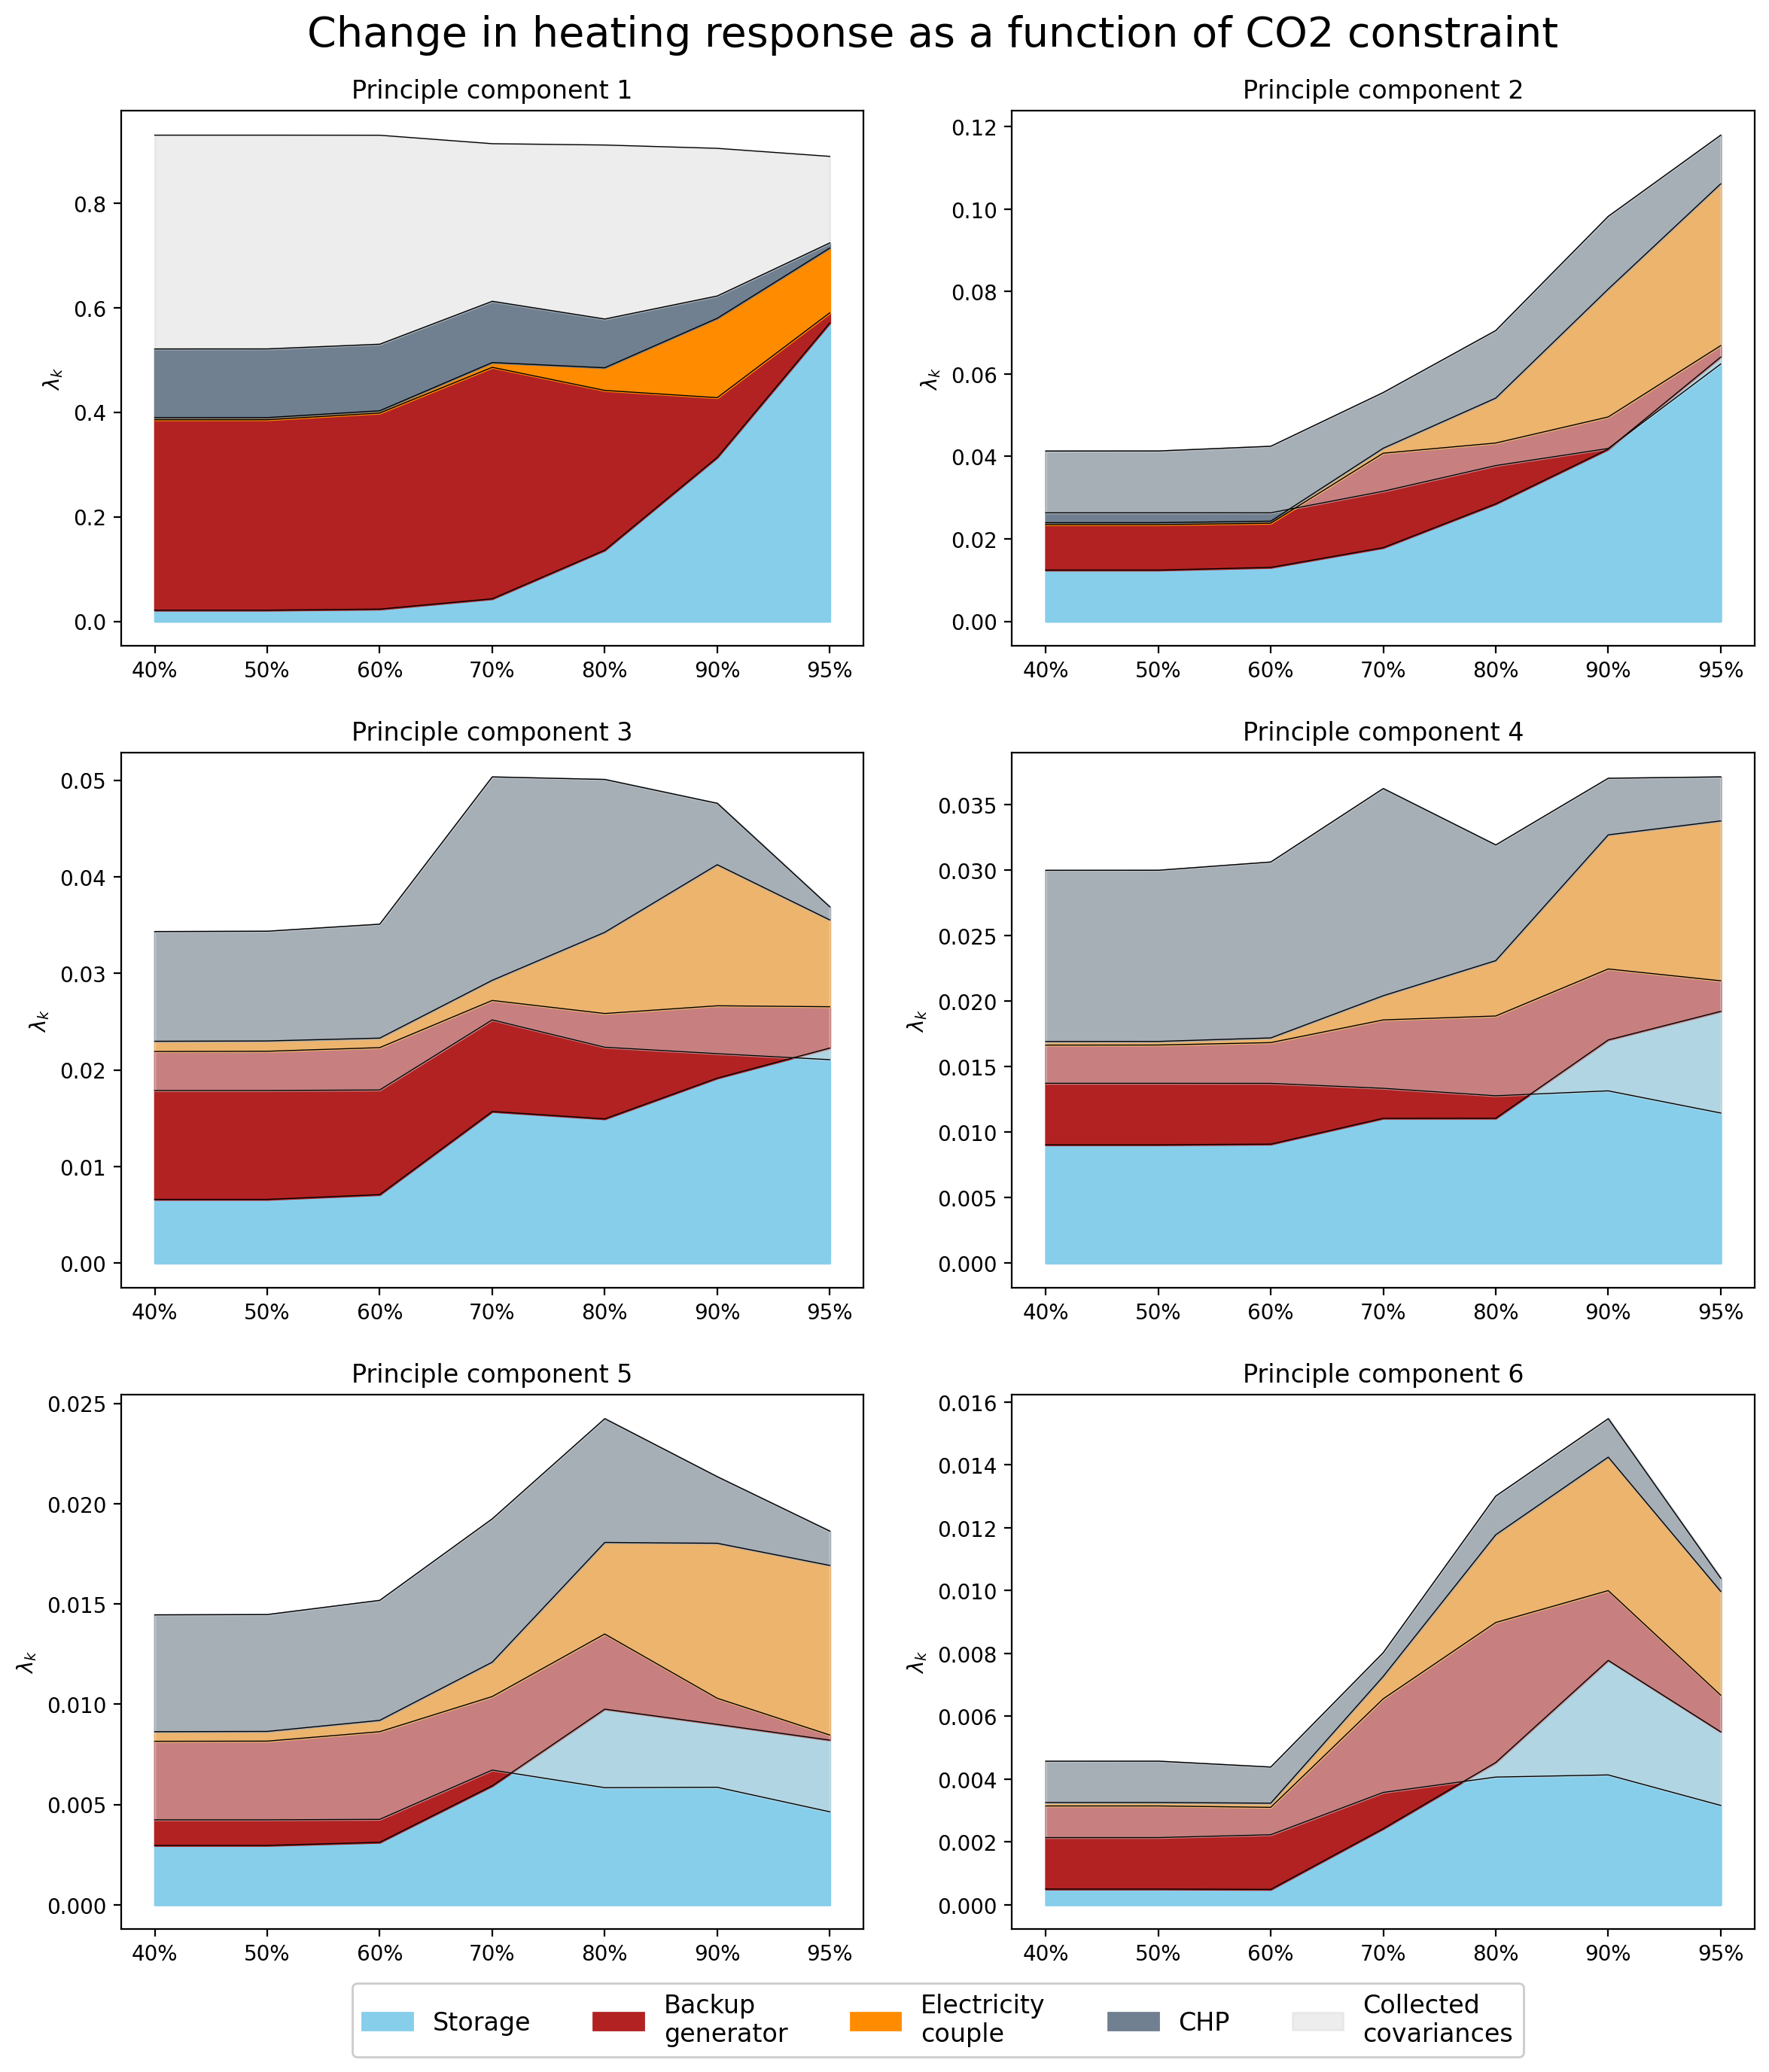 Change in heating response as a function of CO2 constraint
Principle component 1
λk
0.8
0.6
0.4
0.2
0.0
40% 50% 60% 70% 80% 90% 95%
Principle component 2
λk
0.12
0.10
0.08
0.06
0.04
0.02
0.00
40% 50% 60% 70% 80% 90% 95%
Principle component 3
λk
0.05
0.04
0.03
0.02
0.01
0.00
40% 50% 60% 70% 80% 90% 95%
Principle component 4
λk
0.035
0.030
0.025
0.020
0.015
0.010
0.005
0.000
40% 50% 60% 70% 80% 90% 95%
Principle component 5
λk
0.025
0.020
0.015
0.010
0.005
0.000
40% 50% 60% 70% 80% 90% 95%
Principle component 6
λk
0.016
0.014
0.012
0.010
0.008
0.006
0.004
0.002
0.000
40% 50% 60% 70% 80% 90% 95%
Storage
Backup
generator
Electricity
couple
CHP
Collected
covariances